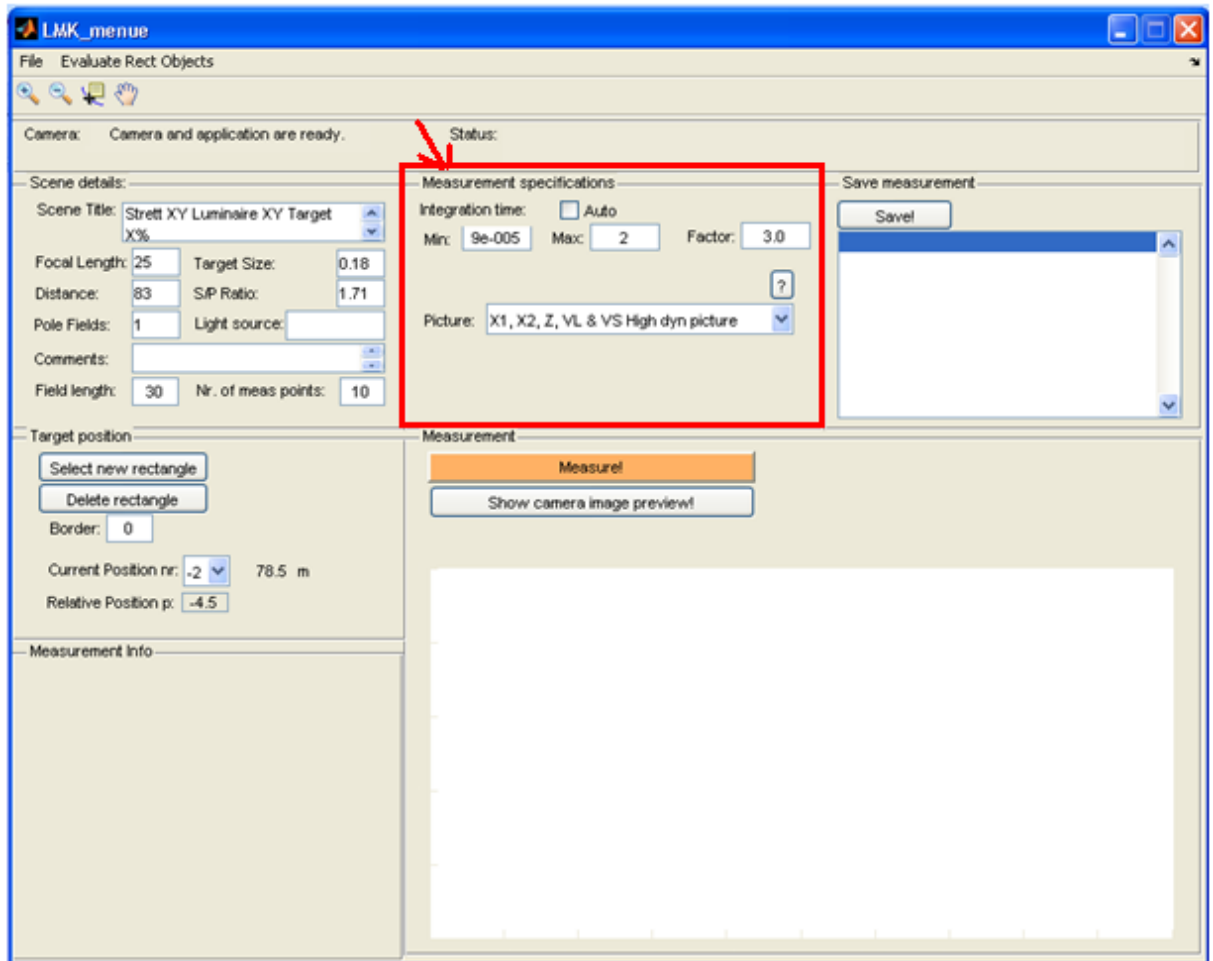 LMK_menue
File Evaluate Rect Objects
Camera: Camera and application are ready. Status:
Scene details:
Scene Title: Strett XY Luminaire XY Target
X%
Focal Length: 25 Target Size: 0.18
Distance: 83 S/P Ratio: 1.71
Pole Fields: 1 Light source:
Comments:
Field length: 30 Nr. of meas points: 10
Measurement specifications
Integration time: Auto
Min: 9e-005 Max: 2 Factor: 3.0
?
Picture: X1, X2, Z, VL & VS High dyn picture
Save measurement
Save!
Target position
Select new rectangle
Delete rectangle
Border: 0
Current Position nr: -2 78.5 m
Relative Position p: -4.5
Measurement
Measure!
Show camera image preview!
Measurement Info